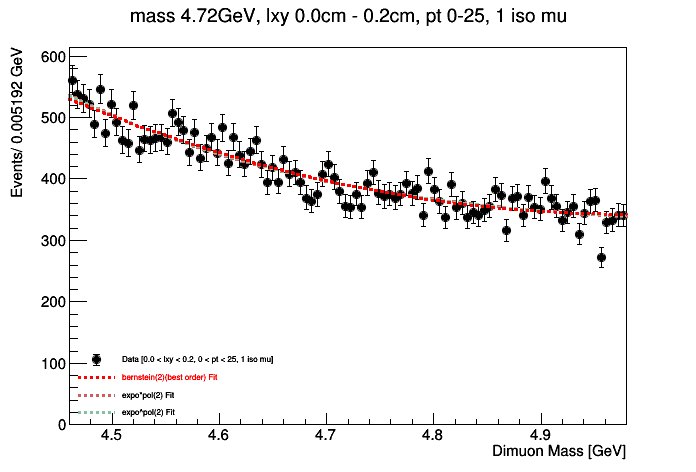 mass 4.72GeV, lxy 0.0cm - 0.2cm, pt 0-25, 1 iso mu
Events/ 0.005192 GeV
600
500
400
300
200
100
0
Data [0.0 < lxy < 0.2, 0 < pt < 25, 1 iso mu]
bernstein(2)(best order) Fit
expo*pol(2) Fit
expo^pol(2) Fit
4.5 4.6 4.7 4.8 4.9
Dimuon Mass [GeV]